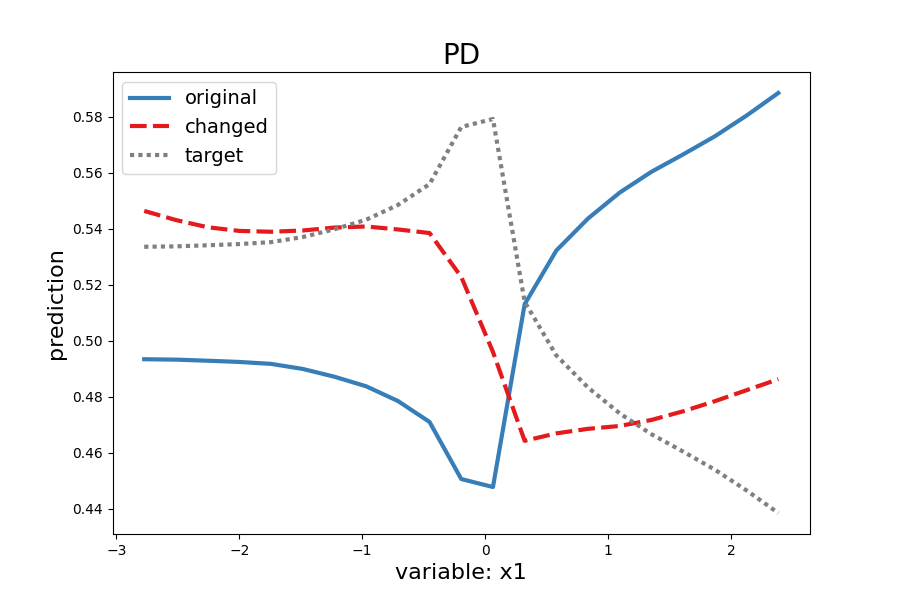 PD
original
changed
target
0.58
0.56
0.54
0.52
0.50
0.48
0.46
0.44
prediction
−3
−2
−1
0
1
2
variable: x1